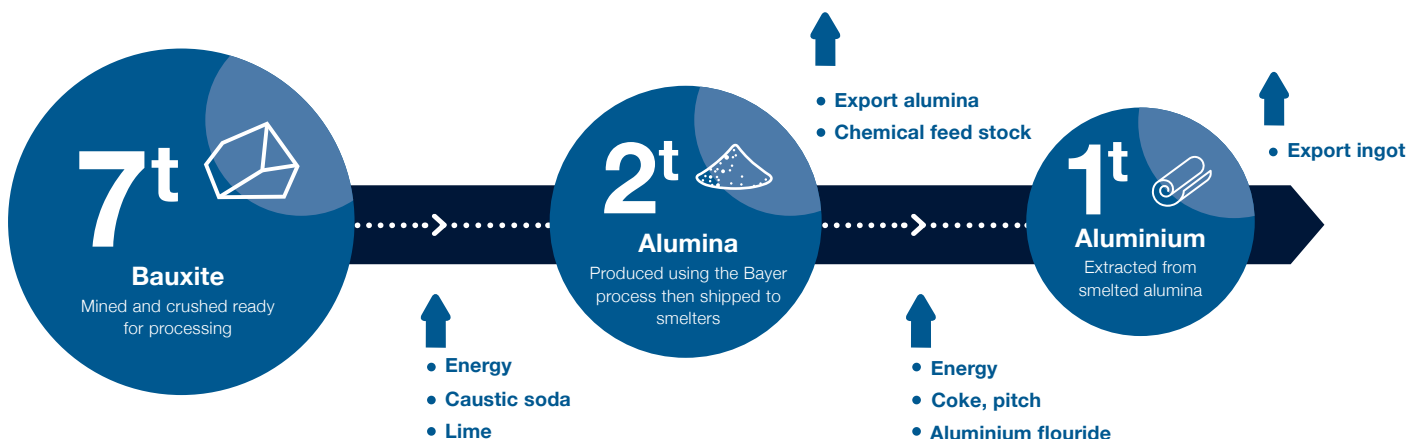 7t
Bauxite
Mined and crushed ready
for processing
• Energy
• Caustic soda
• Lime
2t
Alumina
Produced using the Bayer
process then shipped to
smelters
• Export alumina
• Chemical feed stock
• Energy
• Coke, pitch
• Aluminium flouride
1t
Aluminium
Extracted from
smelted alumina
• Export ingot